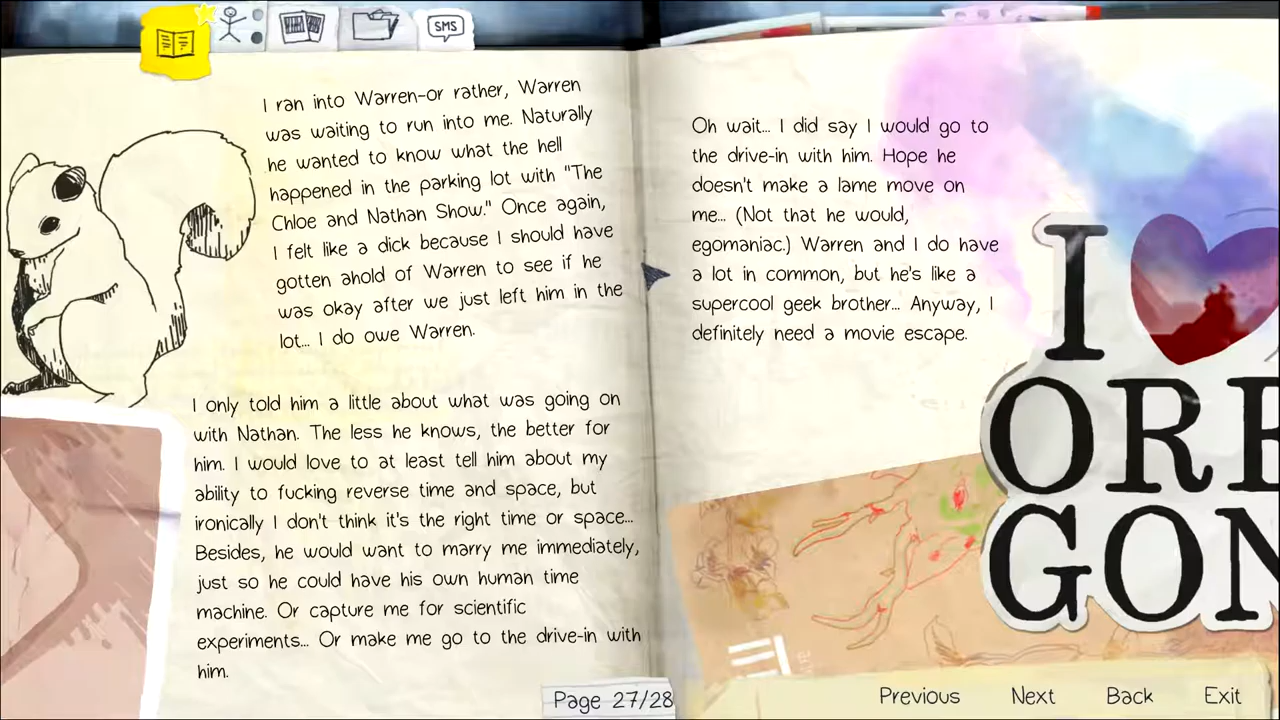 SMS
I ran into Warren-or rather, Warren
was waiting to run into me. Naturally
he wanted to know what the hell
happened in the parking lot with "The
Chloe and Nathan Show." Once again,
I felt like a dick because I should have
gotten ahold of Warren to see if he
was okay after we just left him in the
lot... I do owe Warren.
I only told him a little about what was going on
with Nathan. The less he knows, the better for
him. I would love to at least tell him about my
ability to fucking reverse time and space, but
ironically I don't think it's the right time or space...
Besides, he would want to marry me immediately,
just so he could have his own human time
machine. Or capture me for scientific
experiments... Or make me go to the drive-in with
him.
Page 27/28
Oh wait... I did say I would go to
the drive-in with him. Hope he
doesn't make a lame move on
me... (Not that he would,
egomaniac.) Warren and I do have
a lot in common, but he's like a
supercool geek brother... Anyway, I
definitely need a movie escape.
I
ORE
GON
Previous Next Back Exit